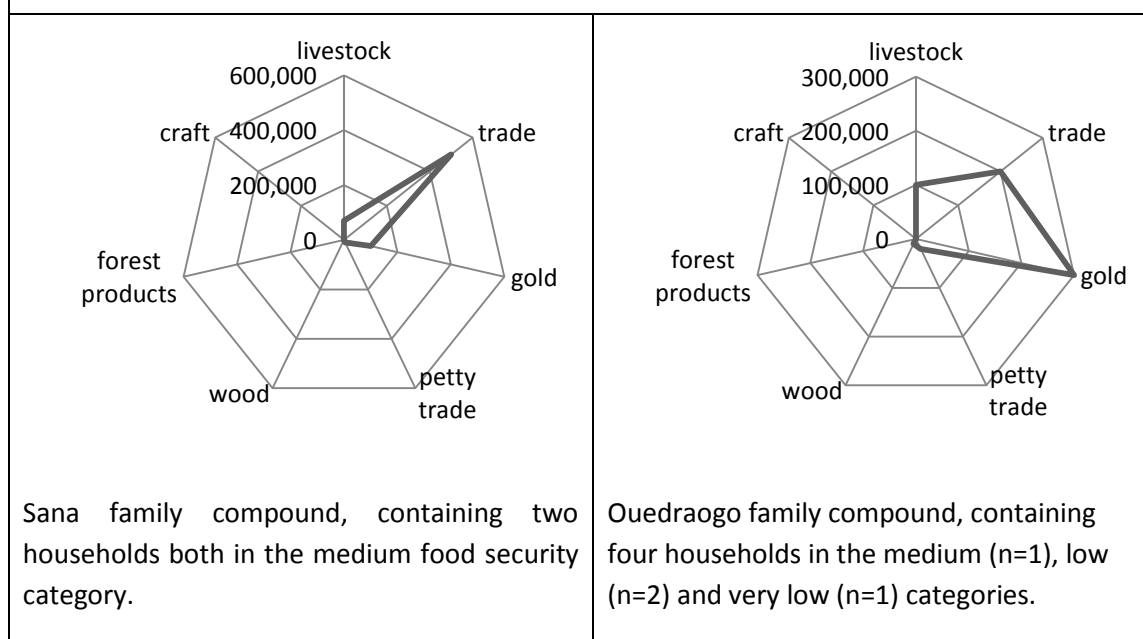 livestock
600,000
craft
400,000
trade
200,000
0
forest
products
gold
wood
petty
trade
Sana family compound, containing two
households both in the medium food security
category.
livestock
300,000
craft
200,000
trade
100,000
0
forest
products
gold
wood
petty
trade
Ouedraogo family compound, containing
four households in the medium (n=1), low
(n=2) and very low (n=1) categories.